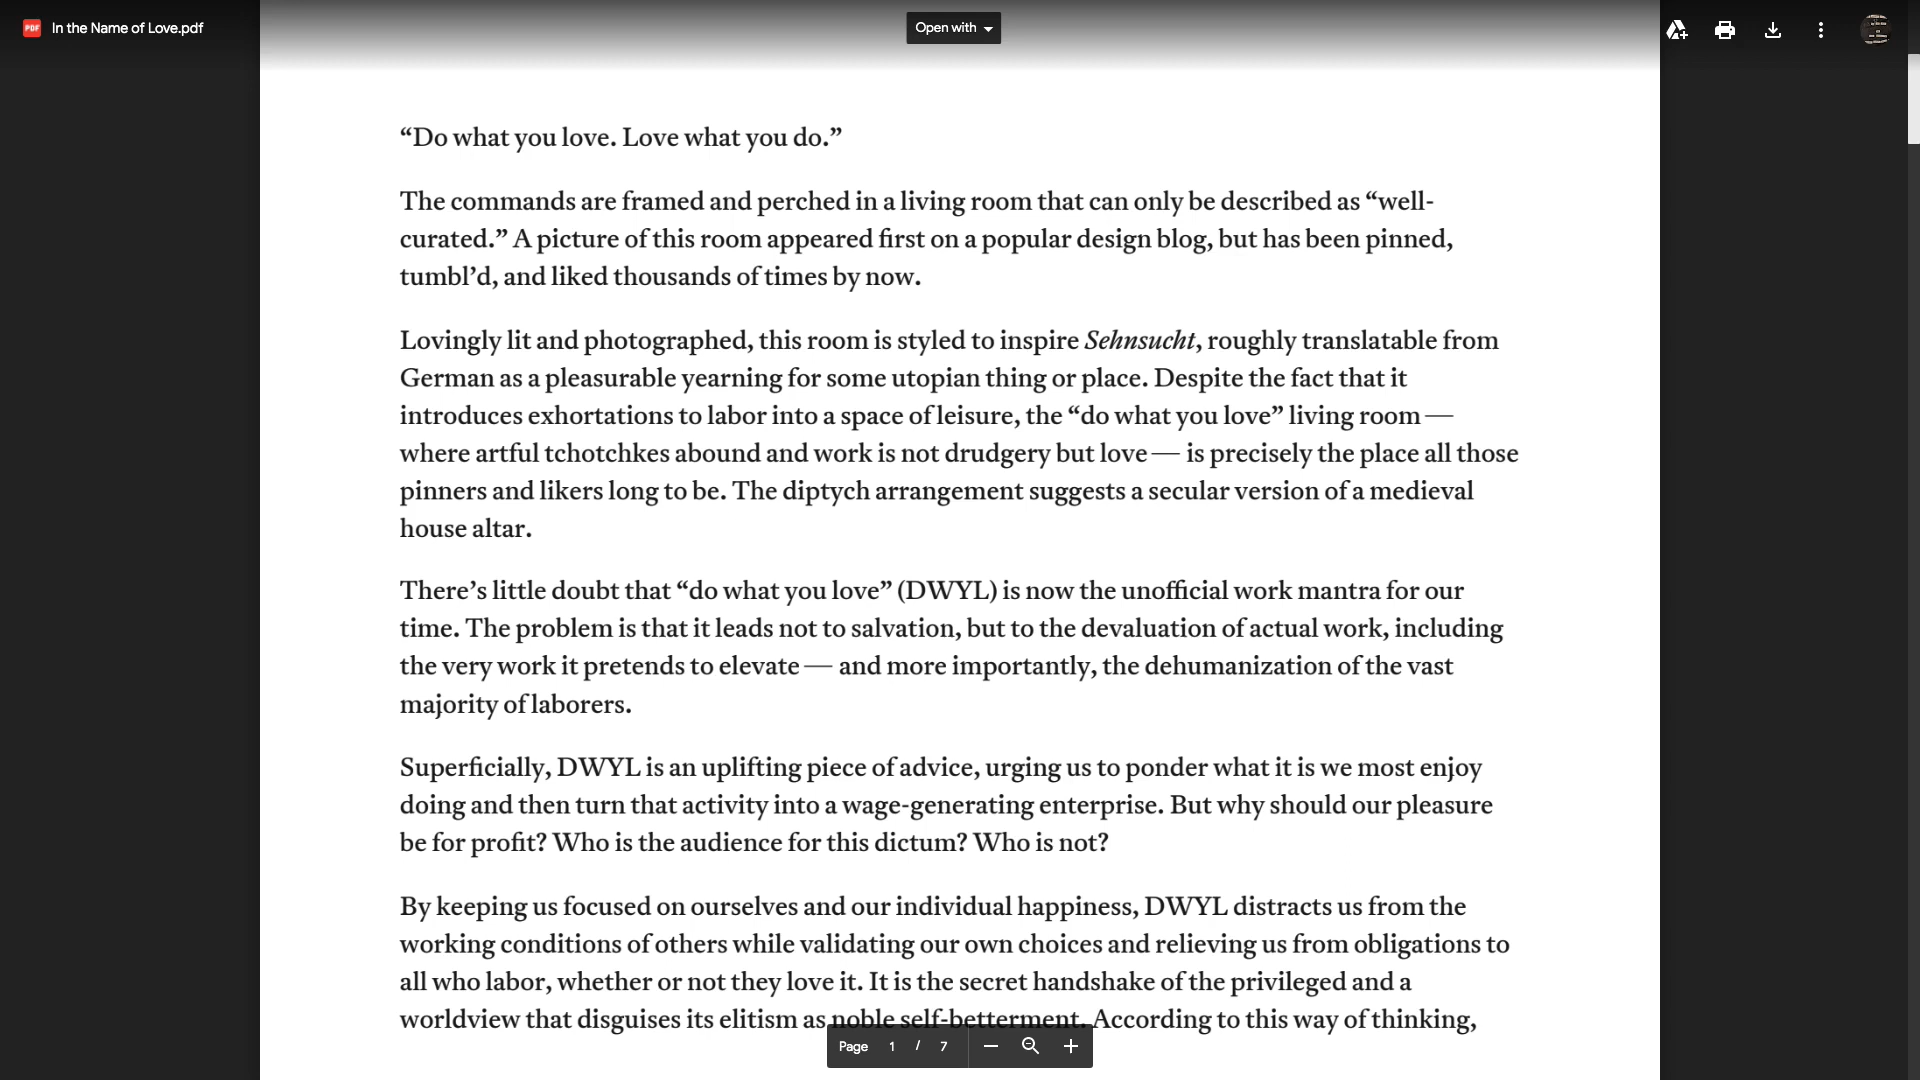 PDF In the Name of Love.pdf
Open with
“Do what you love. Love what you do.”
The commands are framed and perched in a living room that can only be described as “well-
curated.” A picture of this room appeared first on a popular design blog, but has been pinned,
tumbl’d, and liked thousands of times by now.
Lovingly lit and photographed, this room is styled to inspire Sehnsucht, roughly translatable from
German as a pleasurable yearning for some utopian thing or place. Despite the fact that it
introduces exhortations to labor into a space of leisure, the “do what you love” living room —
where artful tchotchkes abound and work is not drudgery but love — is precisely the place all those
pinners and likers long to be. The diptych arrangement suggests a secular version of a medieval
house altar.
There’s little doubt that “do what you love” (DWYL) is now the unofficial work mantra for our
time. The problem is that it leads not to salvation, but to the devaluation of actual work, including
the very work it pretends to elevate — and more importantly, the dehumanization of the vast
majority of laborers.
Superficially, DWYL is an uplifting piece of advice, urging us to ponder what it is we most enjoy
doing and then turn that activity into a wage-generating enterprise. But why should our pleasure
be for profit? Who is the audience for this dictum? Who is not?
By keeping us focused on ourselves and our individual happiness, DWYL distracts us from the
working conditions of others while validating our own choices and relieving us from obligations to
all who labor, whether or not they love it. It is the secret handshake of the privileged and a
worldview that disguises its elitism as noble self-betterment. According to this way of thinking,
Page 1 / 7